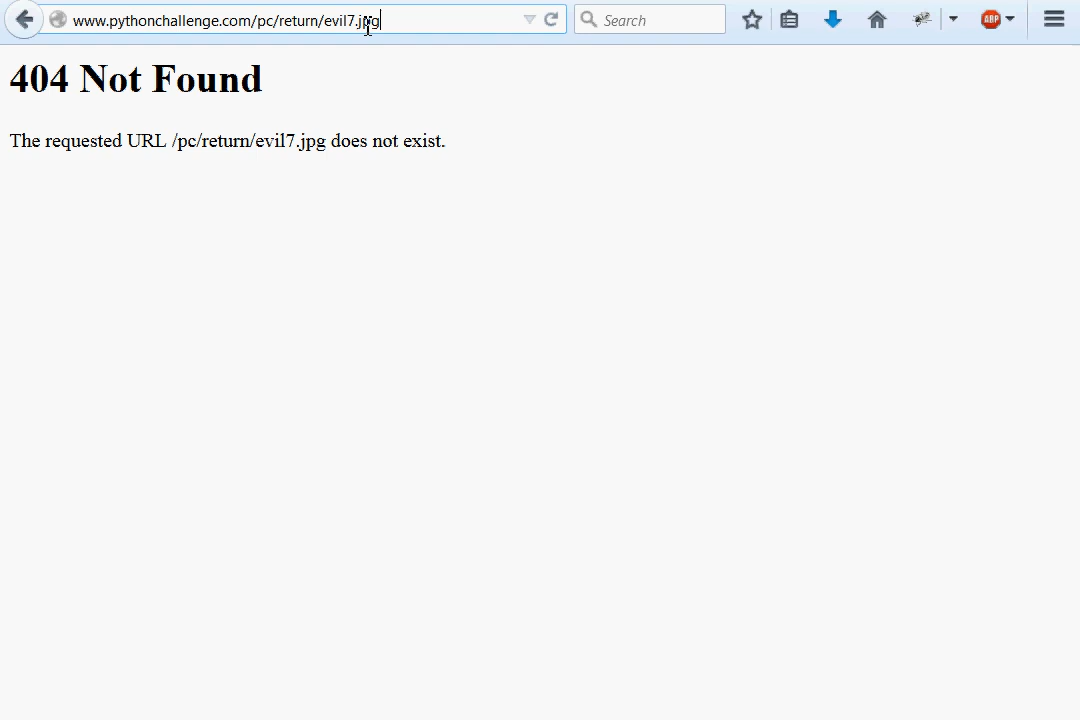 www.pythonchallenge.com/pc/return/evil7.jpg
Search
ABP
404 Not Found
The requested URL /pc/return/evil7.jpg does not exist.